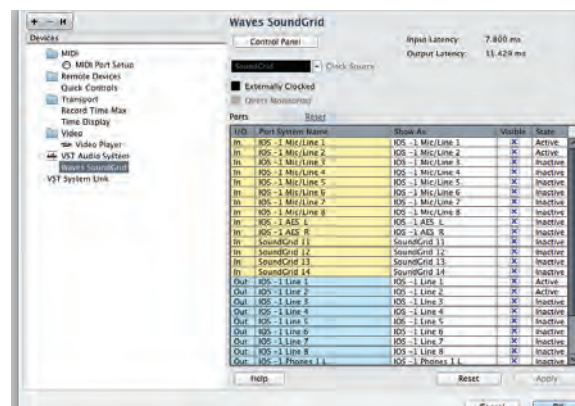 + - H
Devices
MIDI
MIDI Port Setup
Remote Devices
Quick Controls
Transport
Record Time Max
Time Display
Video
Video Player
VST Audio System
Waves SoundGrid
VST System Link
Waves SoundGrid
Control Panel
Input Latency: 7.800 ms
Output Latency: 11.429 ms
SoundGrid Clock Source
Externally Clocked
Direct Monitoring
Ports Reset
I/O Port System Name Show As Visible State
In IOS -1 Mic/Line 1 IOS -1 Mic/Line 1 X Active
In IOS -1 Mic/Line 2 IOS -1 Mic/Line 2 X Active
In IOS -1 Mic/Line 3 IOS -1 Mic/Line 3 X Inactive
In IOS -1 Mic/Line 4 IOS -1 Mic/Line 4 X Inactive
In IOS -1 Mic/Line 5 IOS -1 Mic/Line 5 X Inactive
In IOS -1 Mic/Line 6 IOS -1 Mic/Line 6 X Inactive
In IOS -1 Mic/Line 7 IOS -1 Mic/Line 7 X Inactive
In IOS -1 Mic/Line 8 IOS -1 Mic/Line 8 X Inactive
In IOS -1 AES L IOS -1 AES L X Inactive
In IOS -1 AES R IOS -1 AES R X Inactive
In SoundGrid 11 SoundGrid 11 X Inactive
In SoundGrid 12 SoundGrid 12 X Inactive
In SoundGrid 13 SoundGrid 13 X Inactive
In SoundGrid 14 SoundGrid 14 X Inactive
Out IOS -1 Line 1 IOS -1 Line 1 X Active
Out IOS -1 Line 2 IOS -1 Line 2 X Active
Out IOS -1 Line 3 IOS -1 Line 3 X Inactive
Out IOS -1 Line 4 IOS -1 Line 4 X Inactive
Out IOS -1 Line 5 IOS -1 Line 5 X Inactive
Out IOS -1 Line 6 IOS -1 Line 6 X Inactive
Out IOS -1 Line 7 IOS -1 Line 7 X Inactive
Out IOS -1 Line 8 IOS -1 Line 8 X Inactive
Out IOS -1 Phones 1 L IOS -1 Phones 1 L X Inactive
Help Reset Apply